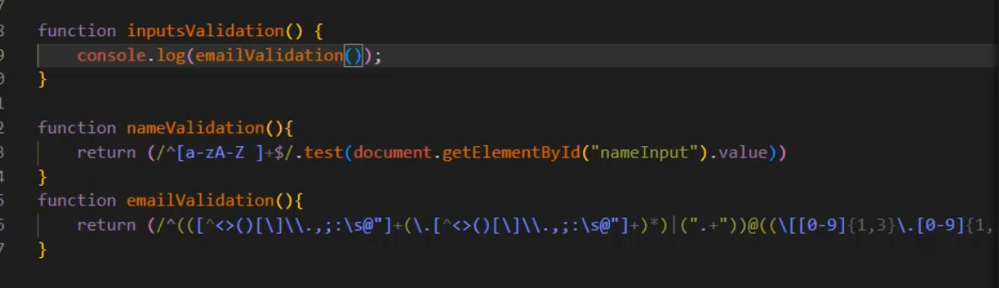 function inputsValidation() {
console.log(emailValidation());
}
function nameValidation(){
return (/^[a-zA-Z ]+$/.test(document.getElementById("nameInput").value))
}
function emailValidation(){
return (/^(([^<>()[\]\\.,;:\s@"]+(\.[^<>()[\]\\.,;:\s@"]+)*)|(".+"))@((\[[0-9]{1,3}\.[0-9]{1,
}